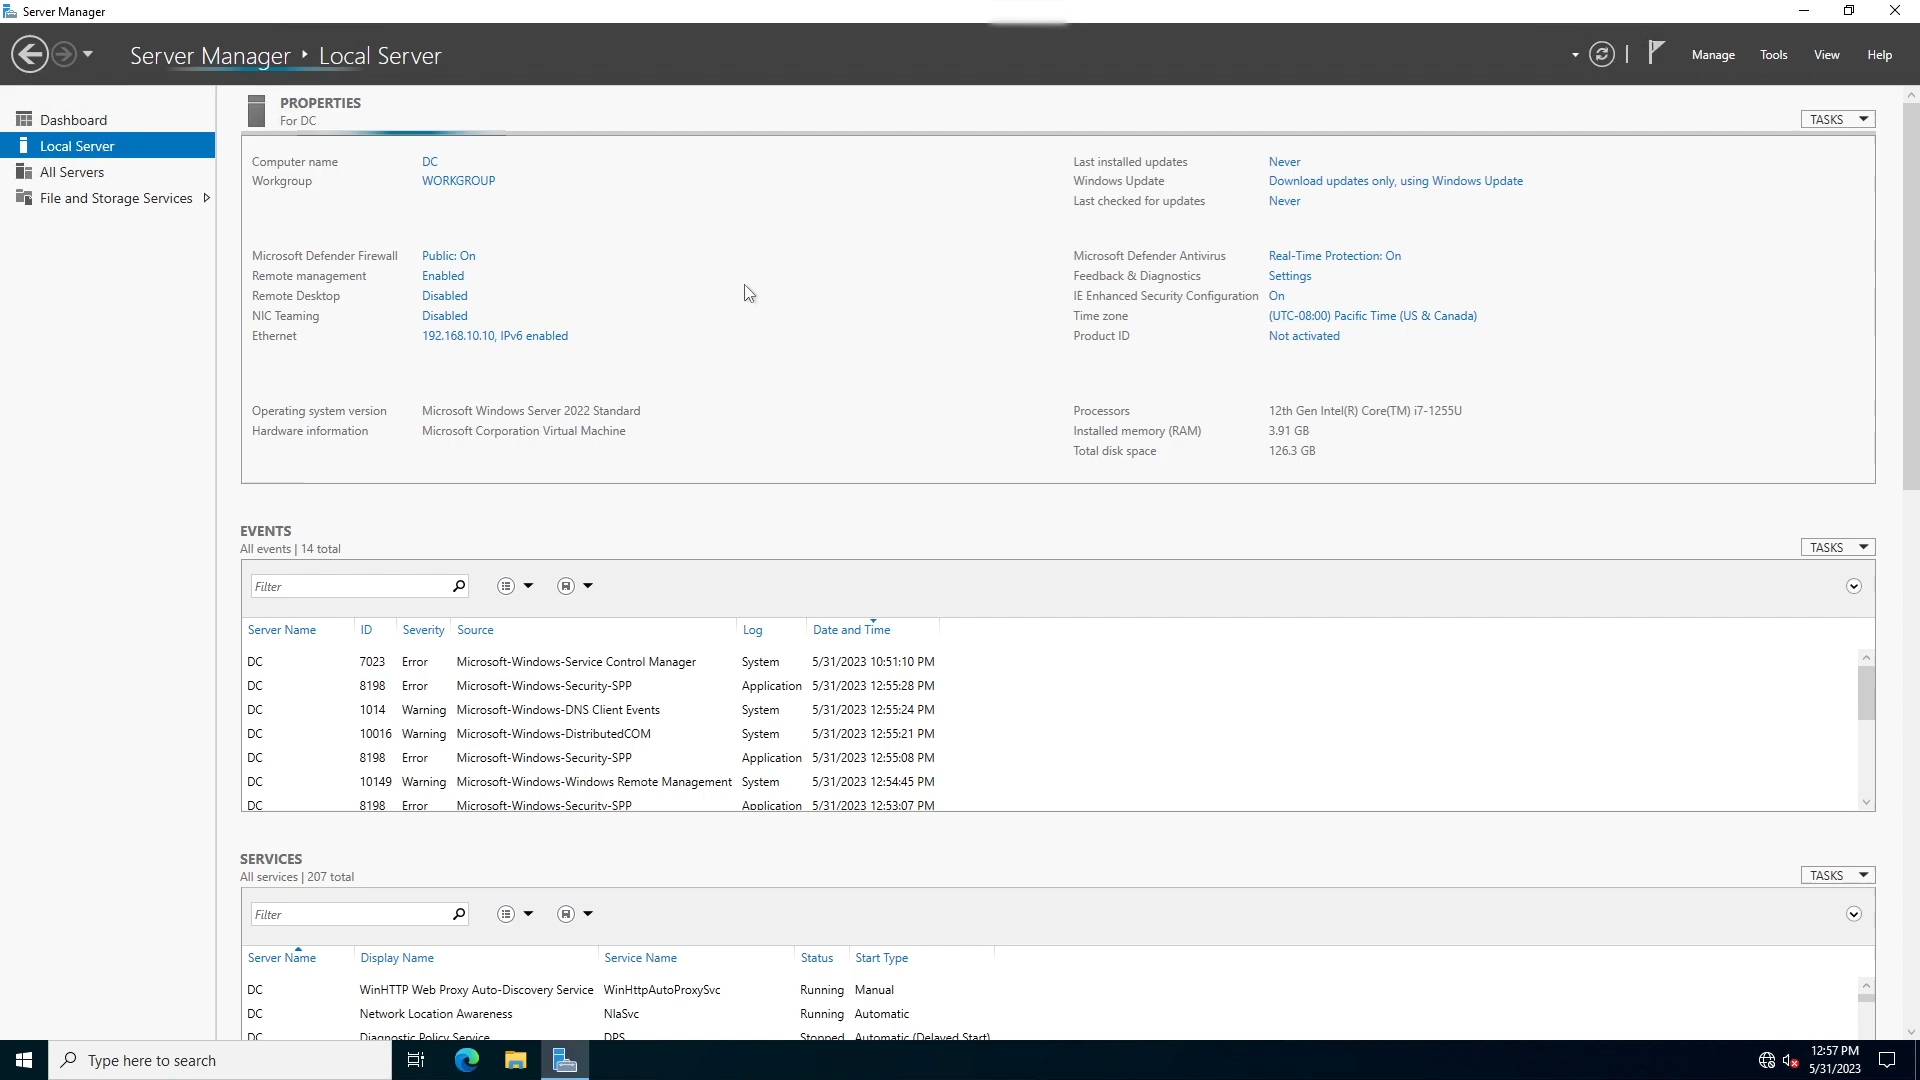 Server Manager
Server Manager ‣ Local Server
Manage Tools View Help
Dashboard
Local Server
All Servers
File and Storage Services
PROPERTIES
For DC
TASKS
Computer name DC
Workgroup WORKGROUP
Last installed updates Never
Windows Update Download updates only, using Windows Update
Last checked for updates Never
Microsoft Defender Firewall Public: On
Remote management Enabled
Remote Desktop Disabled
NIC Teaming Disabled
Ethernet 192.168.10.10, IPv6 enabled
Microsoft Defender Antivirus Real-Time Protection: On
Feedback & Diagnostics Settings
IE Enhanced Security Configuration On
Time zone (UTC-08:00) Pacific Time (US & Canada)
Product ID Not activated
Operating system version Microsoft Windows Server 2022 Standard
Hardware information Microsoft Corporation Virtual Machine
Processors 12th Gen Intel(R) Core(TM) i7-1255U
Installed memory (RAM) 3.91 GB
Total disk space 126.3 GB
EVENTS
All events | 14 total
TASKS
Filter
Server Name ID Severity Source Log Date and Time
DC 7023 Error Microsoft-Windows-Service Control Manager System 5/31/2023 10:51:10 PM
DC 8198 Error Microsoft-Windows-Security-SPP Application 5/31/2023 12:55:28 PM
DC 1014 Warning Microsoft-Windows-DNS Client Events System 5/31/2023 12:55:24 PM
DC 10016 Warning Microsoft-Windows-DistributedCOM System 5/31/2023 12:55:21 PM
DC 8198 Error Microsoft-Windows-Security-SPP Application 5/31/2023 12:55:08 PM
DC 10149 Warning Microsoft-Windows-Windows Remote Management System 5/31/2023 12:54:45 PM
DC 8198 Error Microsoft-Windows-Security-SPP Application 5/31/2023 12:53:07 PM
SERVICES
All services | 207 total
TASKS
Filter
Server Name Display Name Service Name Status Start Type
DC WinHTTP Web Proxy Auto-Discovery Service WinHttpAutoProxySvc Running Manual
DC Network Location Awareness NlaSvc Running Automatic
DC Diagnostic Policy Service DPS Stopped Automatic (Delayed Start)
Type here to search
12:57 PM
5/31/2023